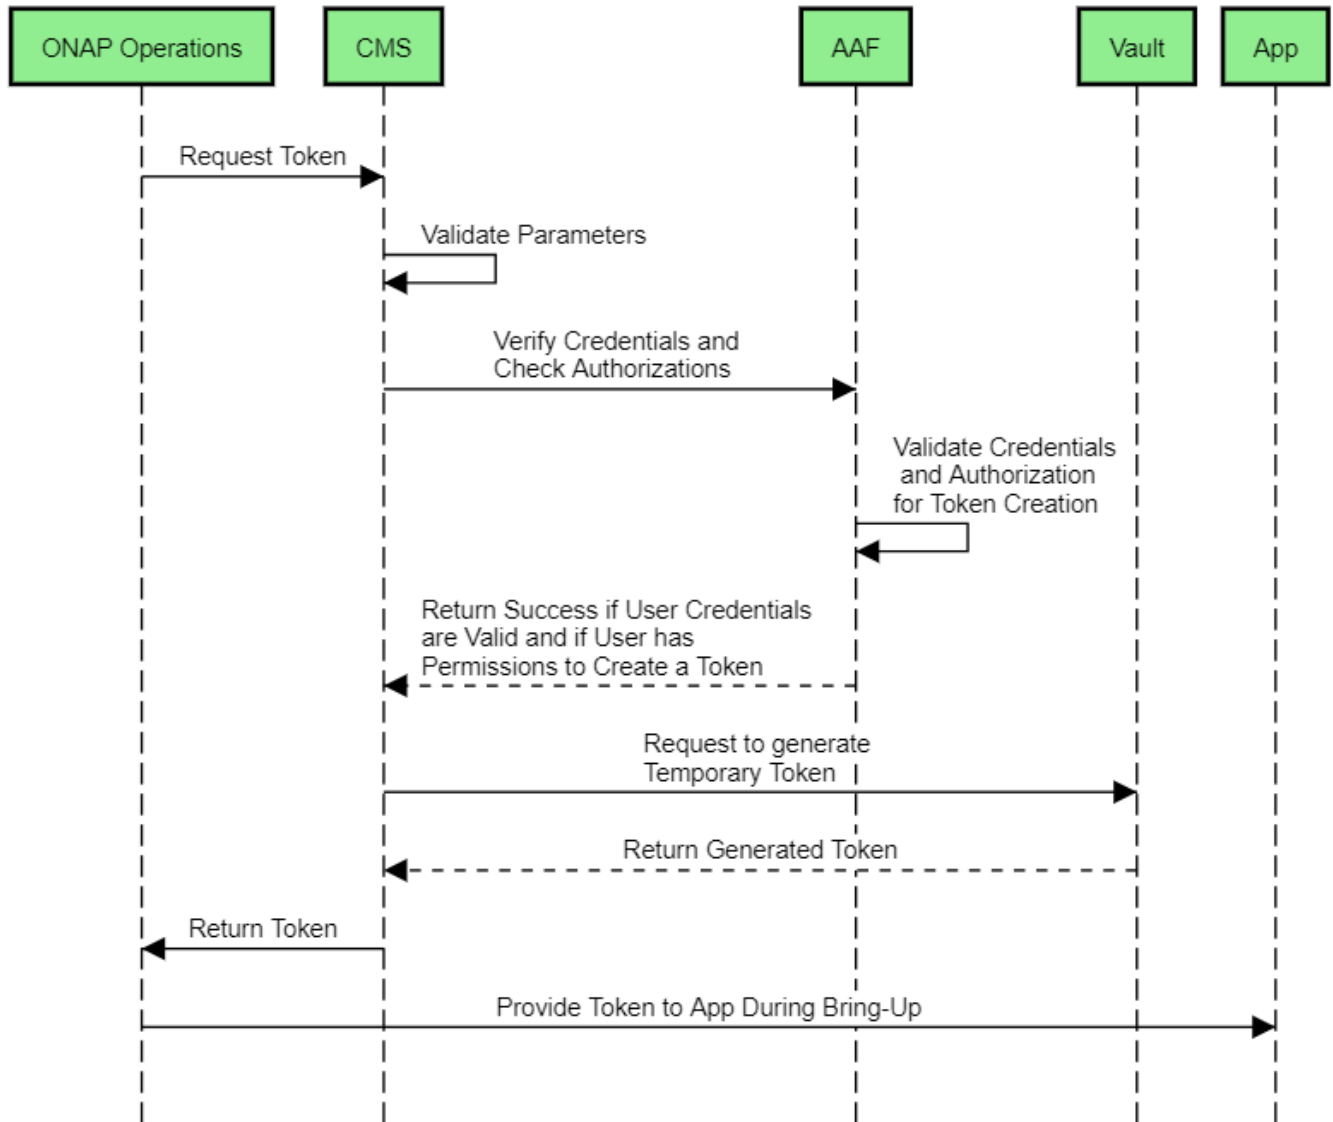 ONAP Operations
CMS
AAF
Vault
App
Request Token
Validate Parameters
Verify Credentials and
Check Authorizations
Validate Credentials
and Authorization
for Token Creation
Return Success if User Credentials
are Valid and if User has
Permissions to Create a Token
Request to generate
Temporary Token
Return Generated Token
Return Token
Provide Token to App During Bring-Up